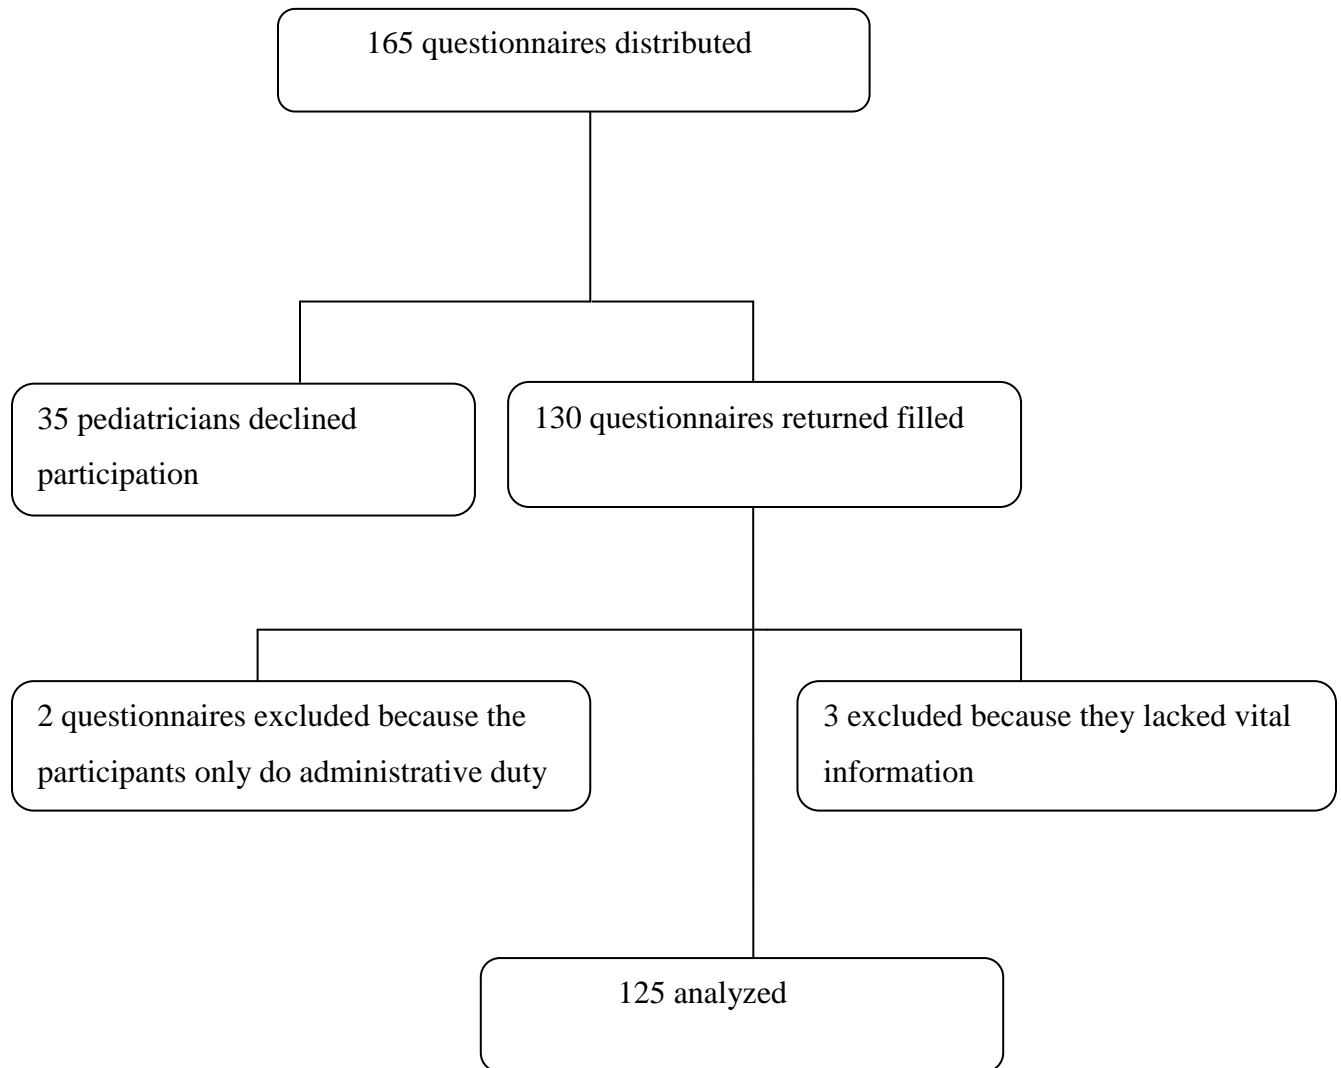 165 questionnaires distributed
35 pediatricians declined
participation
130 questionnaires returned filled
2 questionnaires excluded because the
participants only do administrative duty
3 excluded because they lacked vital
information
125 analyzed